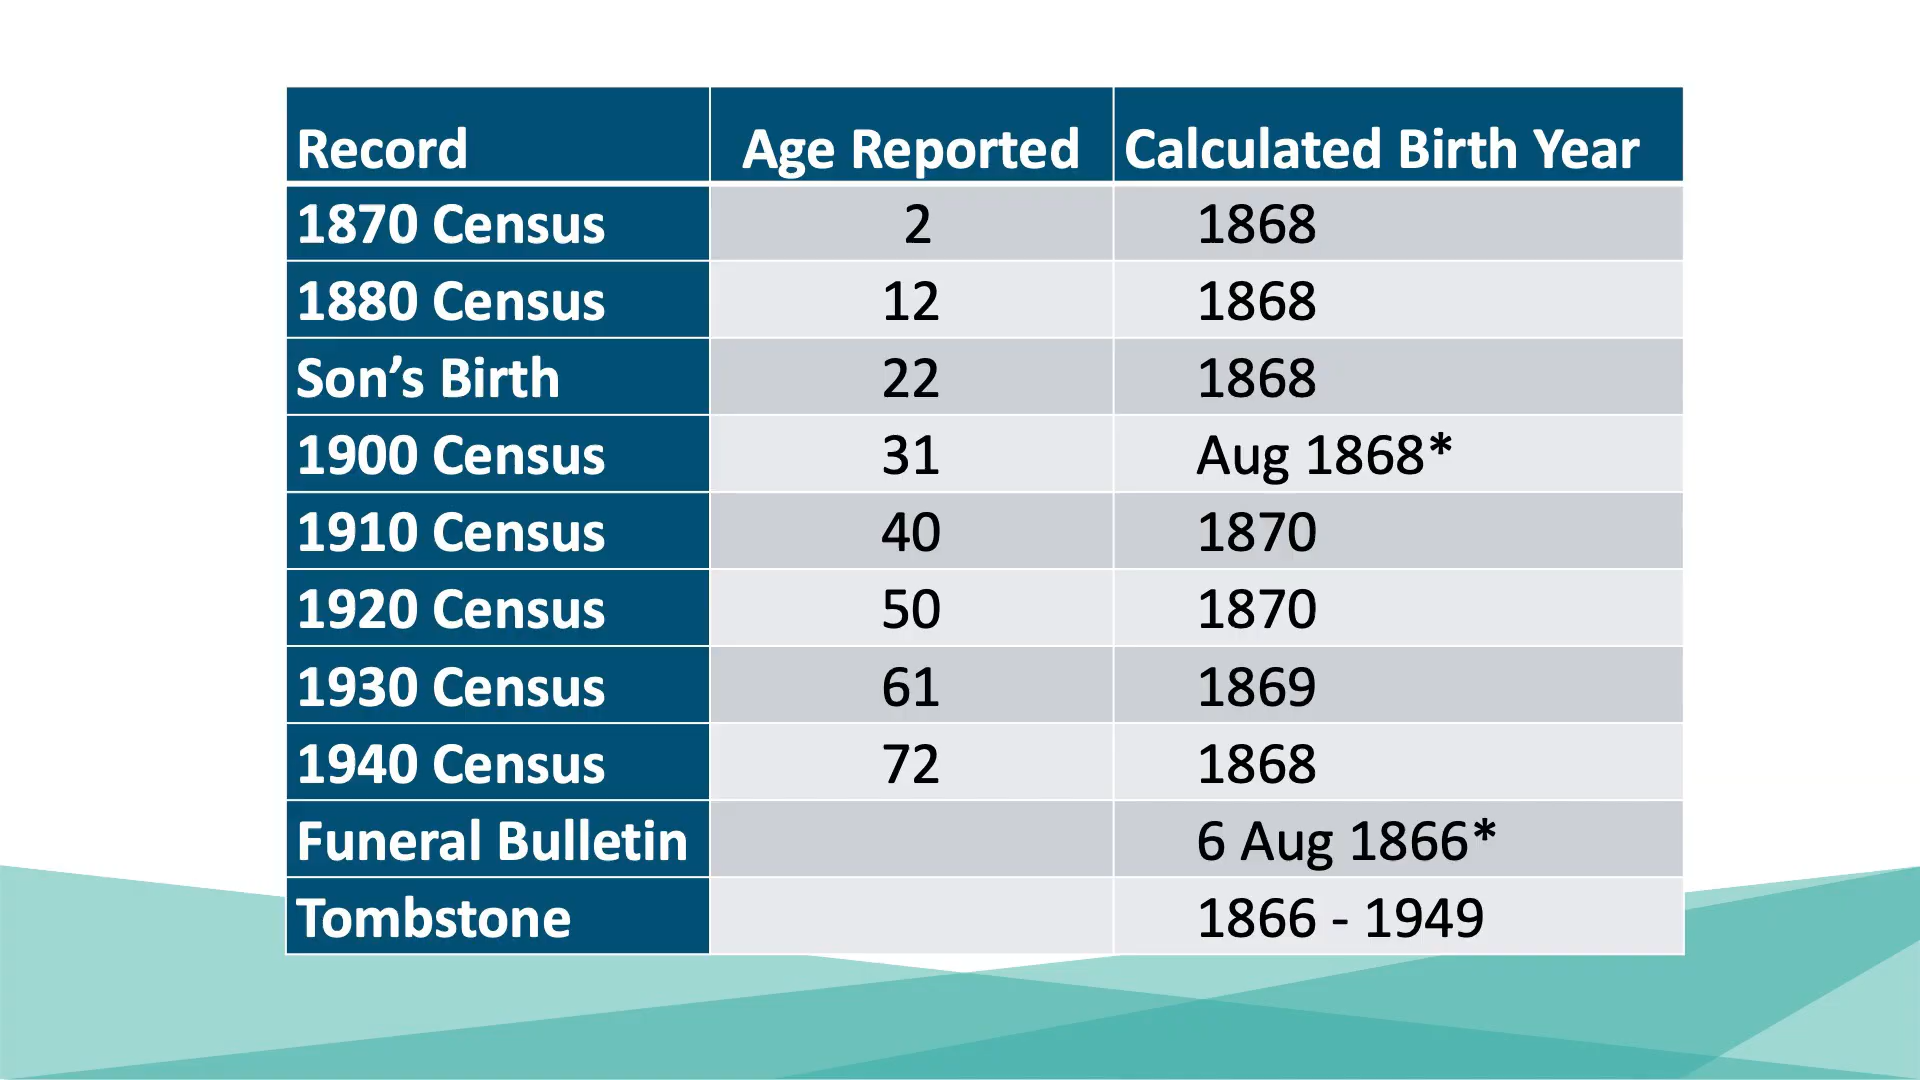 Record Age Reported Calculated Birth Year
1870 Census 2 1868
1880 Census 12 1868
Son’s Birth 22 1868
1900 Census 31 Aug 1868*
1910 Census 40 1870
1920 Census 50 1870
1930 Census 61 1869
1940 Census 72 1868
Funeral Bulletin 6 Aug 1866*
Tombstone 1866 - 1949